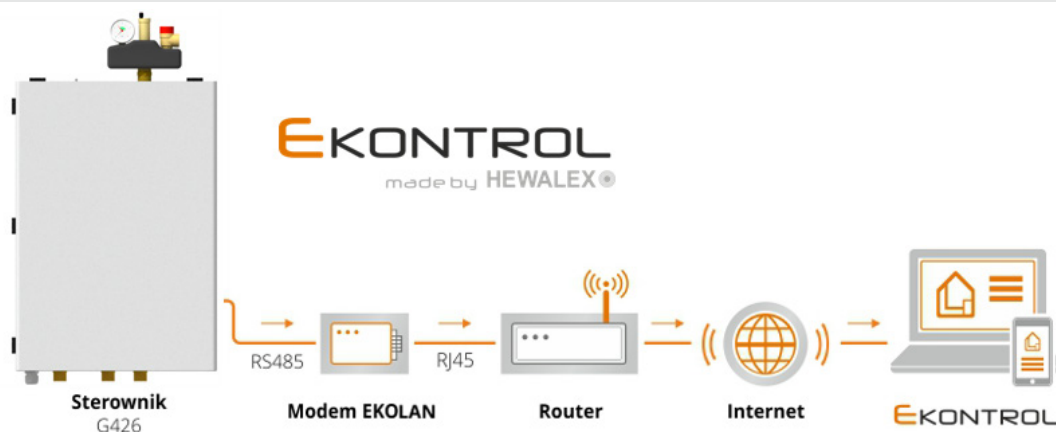 EKONTROL
made by HEWALEX
RS485
RJ45
Sterownik
G426
Modem EKOLAN
Router
Internet
EKONTROL